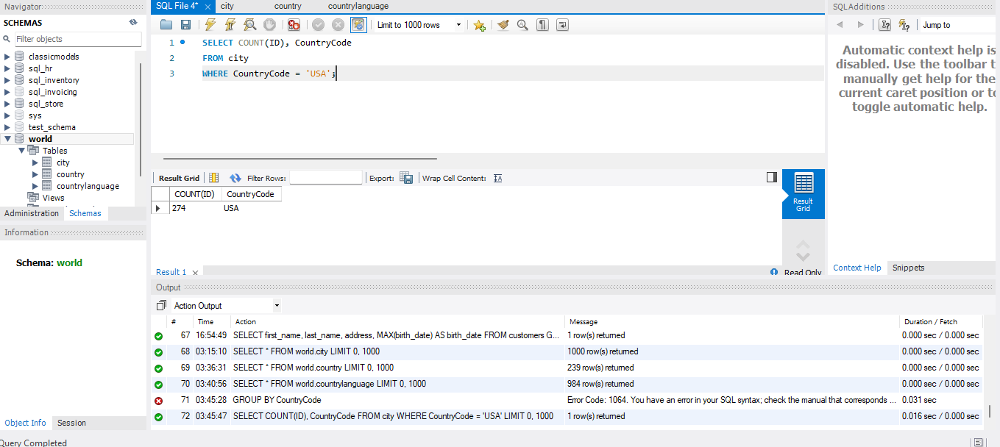 Navigator
SCHEMAS
Filter objects
classicmodels
sql_hr
sql_inventory
sql_invoicing
sql_store
sys
test_schema
world
Tables
city
country
countrylanguage
Views
Administration Schemas
Information
Schema: world
Object Info Session
Query Completed
SQL File 4* city country countrylanguage
Limit to 1000 rows
1 SELECT COUNT(ID), CountryCode
2 FROM city
3 WHERE CountryCode = 'USA';
Result Grid Filter Rows: Export: Wrap Cell Content:
COUNT(ID) CountryCode
274 USA
Result
Grid
Result 1
Read Only
SQLAdditions
Jump to
Automatic context help is
disabled. Use the toolbar t
manually get help for the
current caret position or to
toggle automatic help.
Context Help Snippets
Output
Action Output
# Time Action Message Duration / Fetch
67 16:54:49 SELECT first_name, last_name, address, MAX(birth_date) AS birth_date FROM customers G... 1 row(s) returned 0.000 sec / 0.000 sec
68 03:15:10 SELECT * FROM world.city LIMIT 0, 1000 1000 row(s) returned 0.000 sec / 0.000 sec
69 03:36:31 SELECT * FROM world.country LIMIT 0, 1000 239 row(s) returned 0.000 sec / 0.000 sec
70 03:40:56 SELECT * FROM world.countrylanguage LIMIT 0, 1000 984 row(s) returned 0.000 sec / 0.000 sec
71 03:45:28 GROUP BY CountryCode Error Code: 1064. You have an error in your SQL syntax; check the manual that corresponds ... 0.031 sec
72 03:45:47 SELECT COUNT(ID), CountryCode FROM city WHERE CountryCode = 'USA' LIMIT 0, 1000 1 row(s) returned 0.016 sec / 0.000 sec